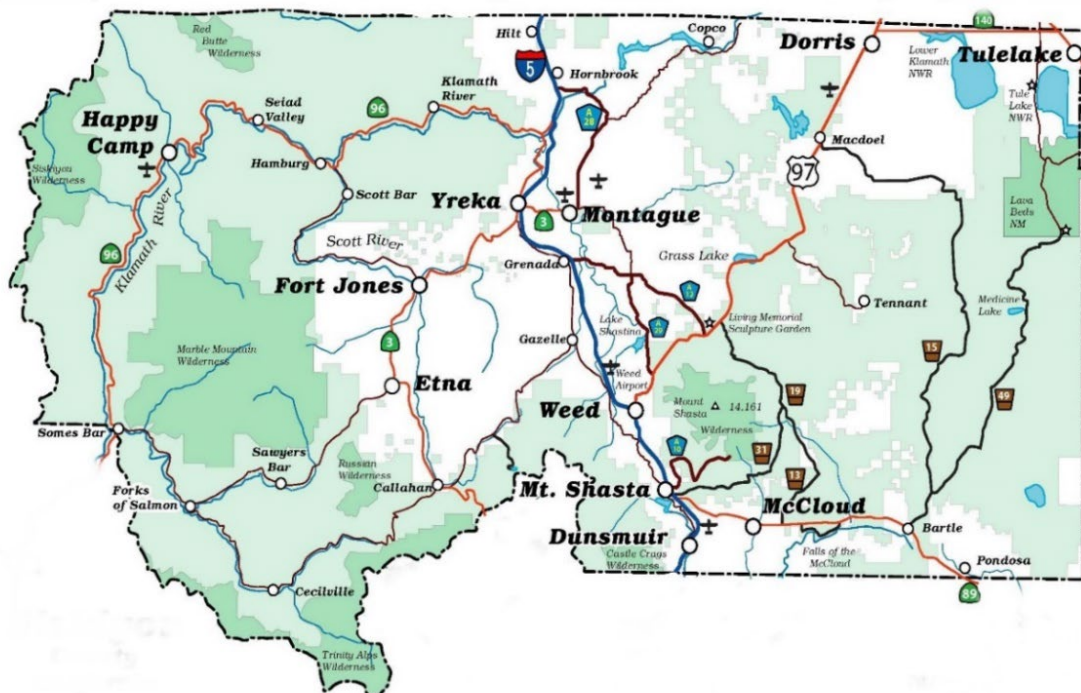 140
Hilt
Copco
Dorris
Tulelake
Red
Butte
Wilderness
Lower
Klamath
NWR
5
Hornbrook
Klamath
River
96
Seiad
Valley
A
28
Tule
Lake
NWR
Happy
Camp
Macdoel
Hamburg
97
Siskiyou
Wilderness
Scott Bar
Lava
Beds
NM
Yreka
3
Montague
Klamath River
96
Scott River
Grenada
Grass Lake
Fort Jones
A
12
Tennant
Medicine
Lake
Living Memorial
Sculpture Garden
Lake
Shastina
A
29
Gazelle
3
Marble Mountain
Wilderness
15
Weed
Airport
Etna
19
49
Mount
Shasta
14.161
Wilderness
Weed
Somes Bar
Sawyers
Bar
Russian
Wilderness
31
A
10
13
Callahan
Mt. Shasta
Forks
of Salmon
McCloud
Bartle
Dunsmuir
Castle Crags
Wilderness
Falls of the
McCloud
Pondosa
Cecilville
89
Trinity Alps
Wilderness